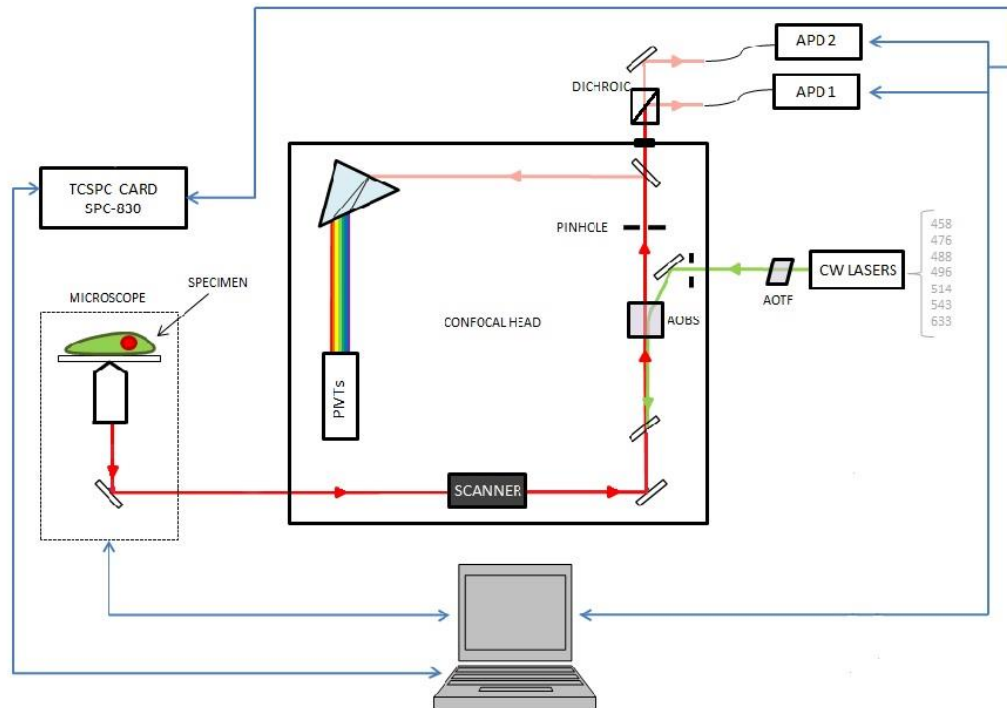 APD 2
DICHROIC
APD 1
TCSPC CARD
SPC-830
PINHOLE
458
476
488
496
514
543
633
CW LASERS
AOTF
SPECIMEN
MICROSCOPE
CONFOCAL HEAD
AOBS
PMTs
SCANNER